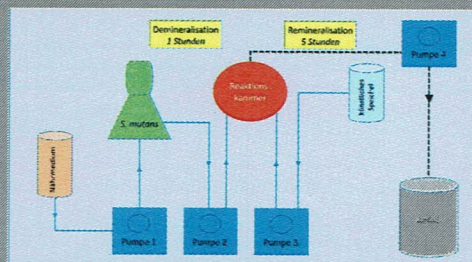 Demineralisation
1 Stunden
Remineralisation
5 Stunden
Pumpe 4
Reaktions
kammer
S. mutans
künstlicher
Speichel
Nährmedium
Pumpe 1
Pumpe 2
Pumpe 3